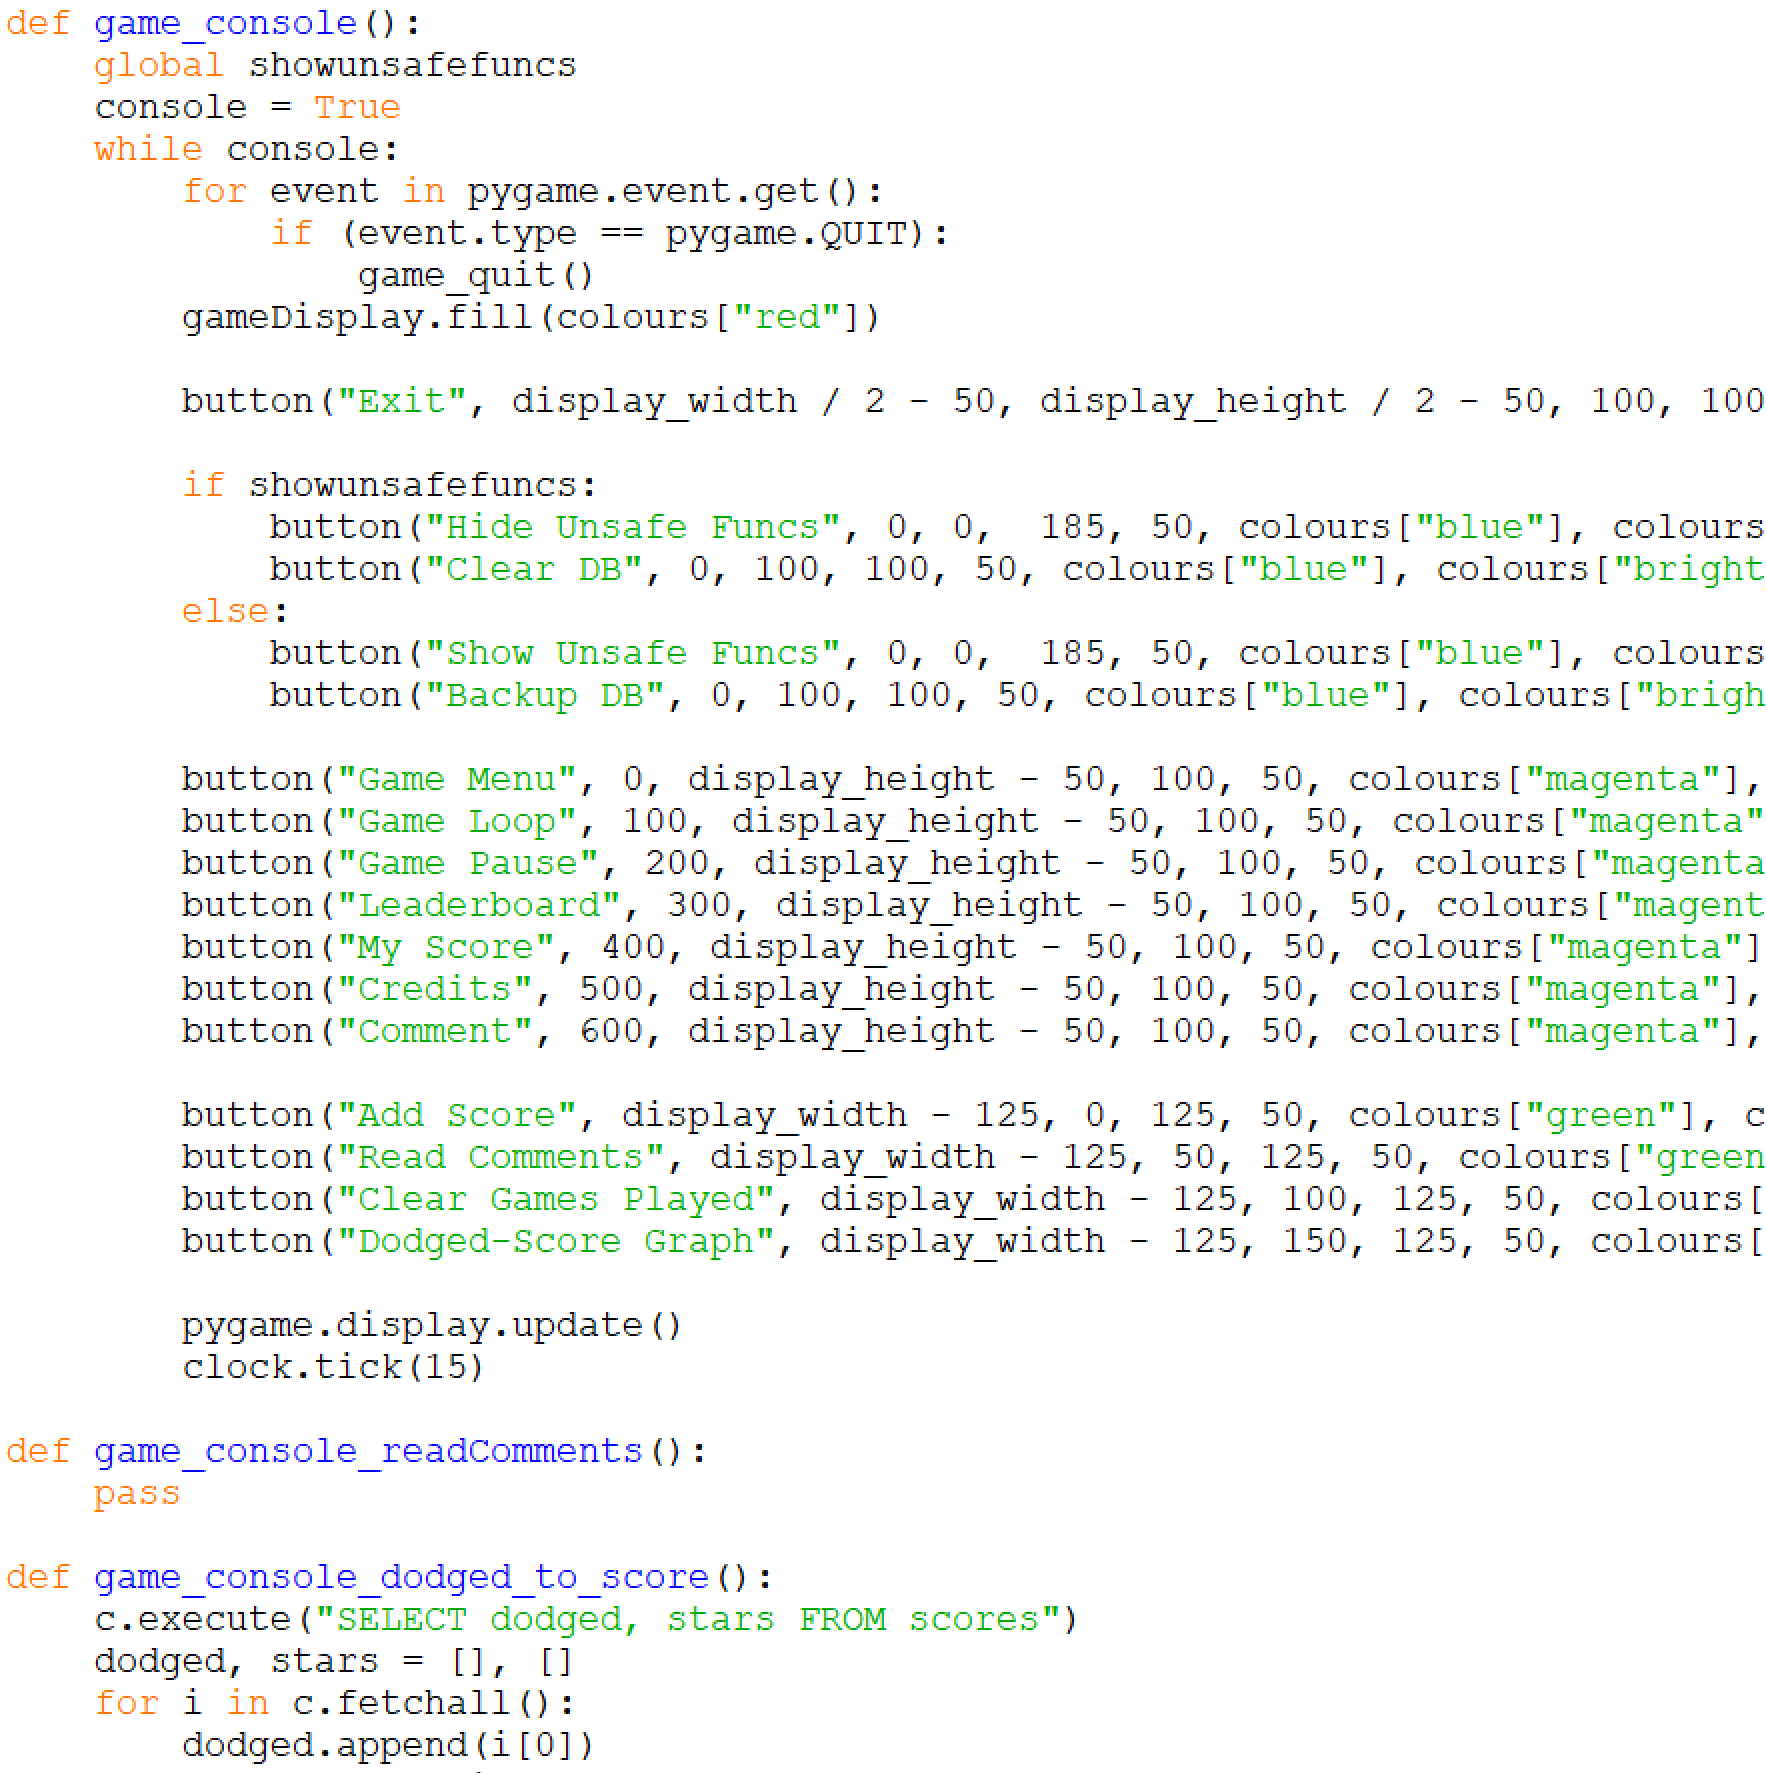 def game_console():
    global showunsafefuncs
    console = True
    while console:
        for event in pygame.event.get():
            if (event.type == pygame.QUIT):
                game_quit()
        gameDisplay.fill(colours["red"])

        button("Exit", display_width / 2 - 50, display_height / 2 - 50, 100, 100

        if showunsafefuncs:
            button("Hide Unsafe Funcs", 0, 0,  185, 50, colours["blue"], colours
            button("Clear DB", 0, 100, 100, 50, colours["blue"], colours["bright
        else:
            button("Show Unsafe Funcs", 0, 0,  185, 50, colours["blue"], colours
            button("Backup DB", 0, 100, 100, 50, colours["blue"], colours["brigh

        button("Game Menu", 0, display_height - 50, 100, 50, colours["magenta"],
        button("Game Loop", 100, display_height - 50, 100, 50, colours["magenta"
        button("Game Pause", 200, display_height - 50, 100, 50, colours["magenta
        button("Leaderboard", 300, display_height - 50, 100, 50, colours["magent
        button("My Score", 400, display_height - 50, 100, 50, colours["magenta"]
        button("Credits", 500, display_height - 50, 100, 50, colours["magenta"],
        button("Comment", 600, display_height - 50, 100, 50, colours["magenta"],

        button("Add Score", display_width - 125, 0, 125, 50, colours["green"], c
        button("Read Comments", display_width - 125, 50, 125, 50, colours["green
        button("Clear Games Played", display_width - 125, 100, 125, 50, colours[
        button("Dodged-Score Graph", display_width - 125, 150, 125, 50, colours[

        pygame.display.update()
        clock.tick(15)

def game_console_readComments():
    pass

def game_console_dodged_to_score():
    c.execute("SELECT dodged, stars FROM scores")
    dodged, stars = [], []
    for i in c.fetchall():
        dodged.append(i[0])